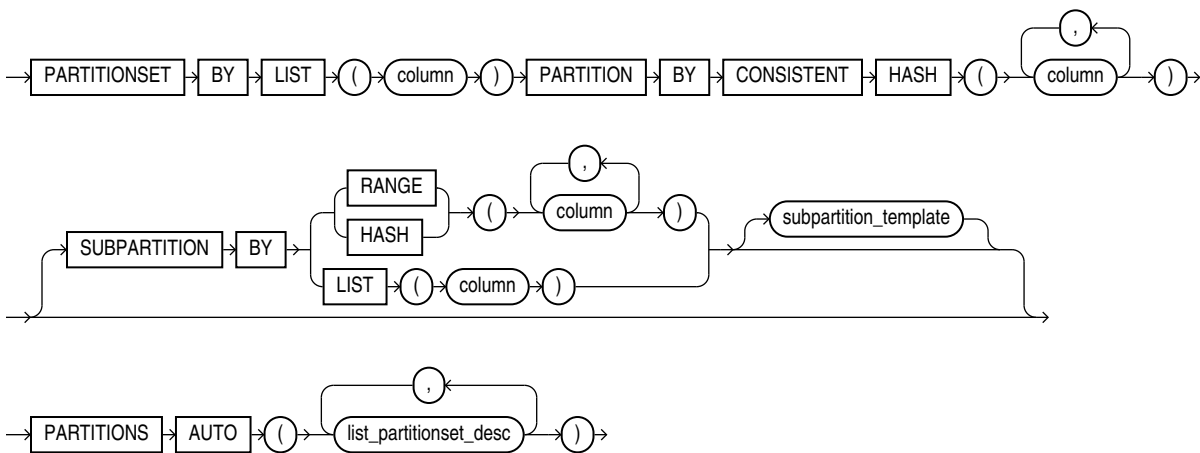 ,
PARTITIONSET BY LIST ( column ) PARTITION BY CONSISTENT HASH ( column )
,
RANGE
subpartition_template
( column )
HASH
SUBPARTITION BY
LIST ( column )
,
PARTITIONS AUTO ( list_partitionset_desc )